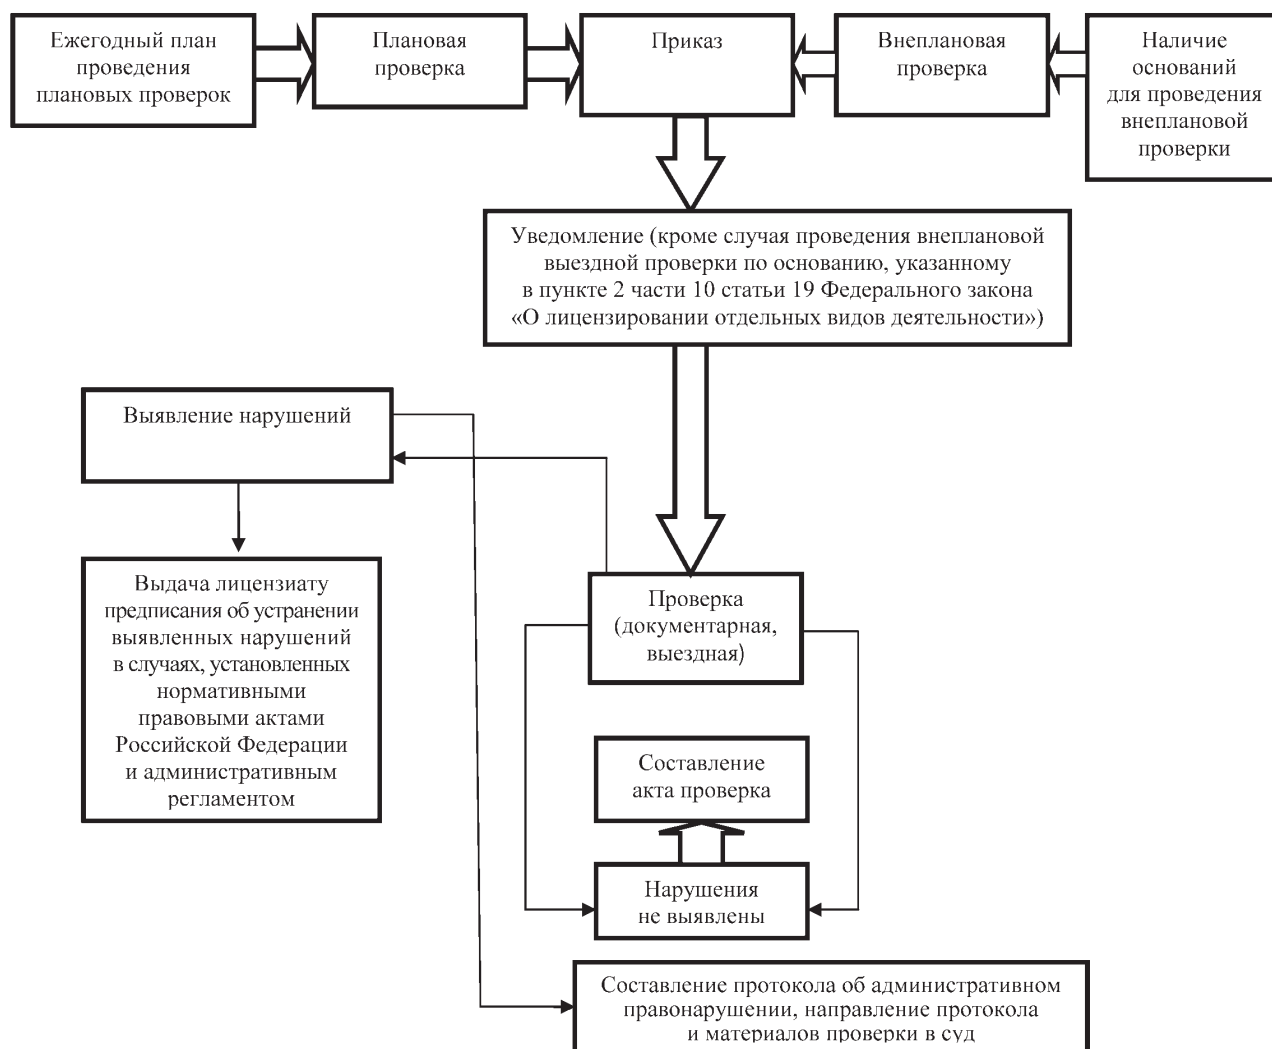 Ежегодный план
проведения
плановых проверок
Плановая
проверка
Приказ
Внеплановая
проверка
Наличие
оснований
для проведения
внеплановой
проверки
Уведомление (кроме случая проведения внеплановой
выездной проверки по основанию, указанному
в пункте 2 части 10 статьи 19 Федерального закона
«О лицензировании отдельных видов деятельности»)
Выявление нарушений
Выдача лицензиату
предписания об устранении
выявленных нарушений
в случаях, установленных
нормативными
правовыми актами
Российской Федерации
и административным
регламентом
Проверка
(документарная,
выездная)
Составление
акта проверка
Нарушения
не выявлены
Составление протокола об административном
правонарушении, направление протокола
и материалов проверки в суд